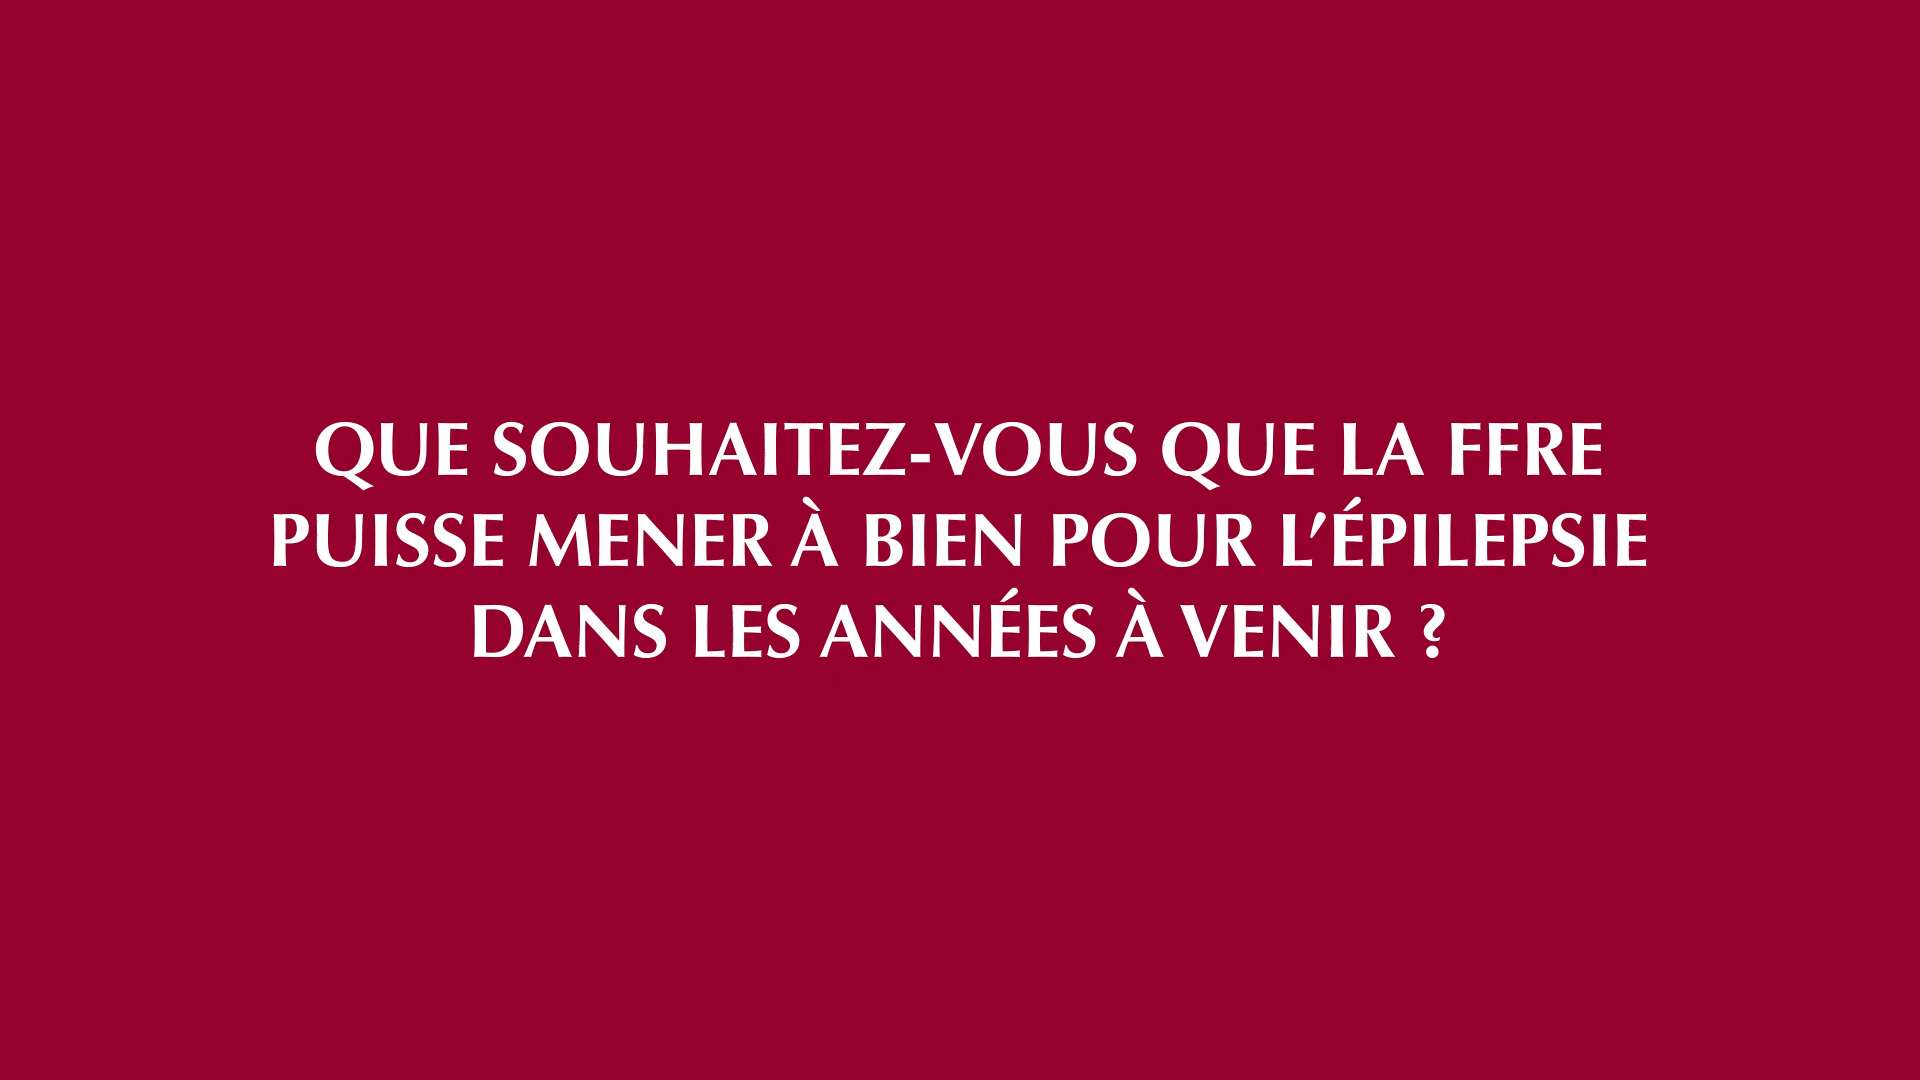 QUE SOUHAITEZ-VOUS QUE LA FFRE
PUISSE MENER À BIEN POUR L’ÉPILEPSIE
DANS LES ANNÉES À VENIR ?